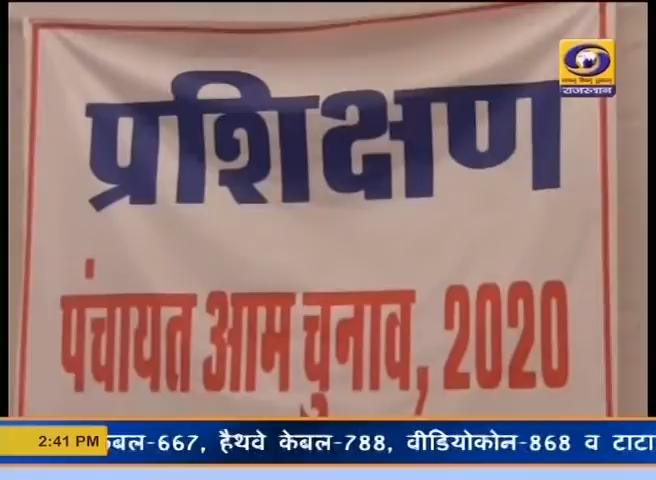 राजस्थान
प्रशिक्षण
पंचायत आम चुनाव, 2020
2:41 PM
केबल-667, हैथवे केबल-788, वीडियोकोन-868 व टाटा